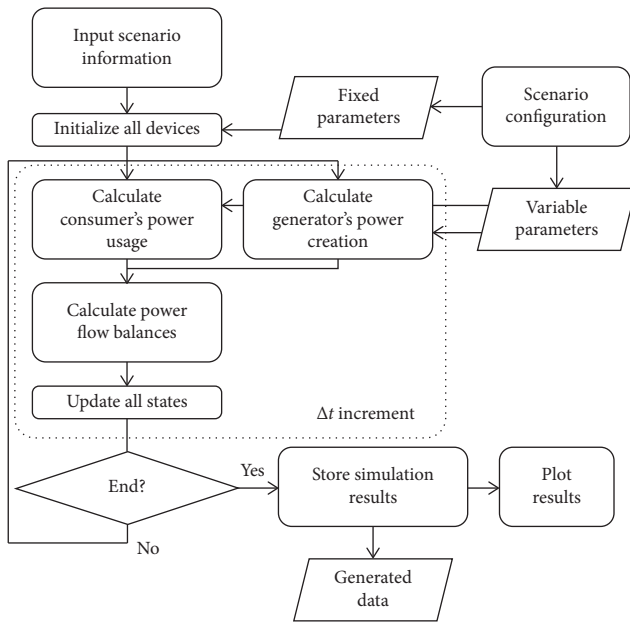 Input scenario
information
Fixed
parameters
Scenario
configuration
Initialize all devices
Calculate
consumer's power
usage
Calculate
generator's power
creation
Variable
parameters
Calculate power
flow balances
Update all states
Δt increment
End?
Yes
No
Store simulation
results
Plot
results
Generated
data